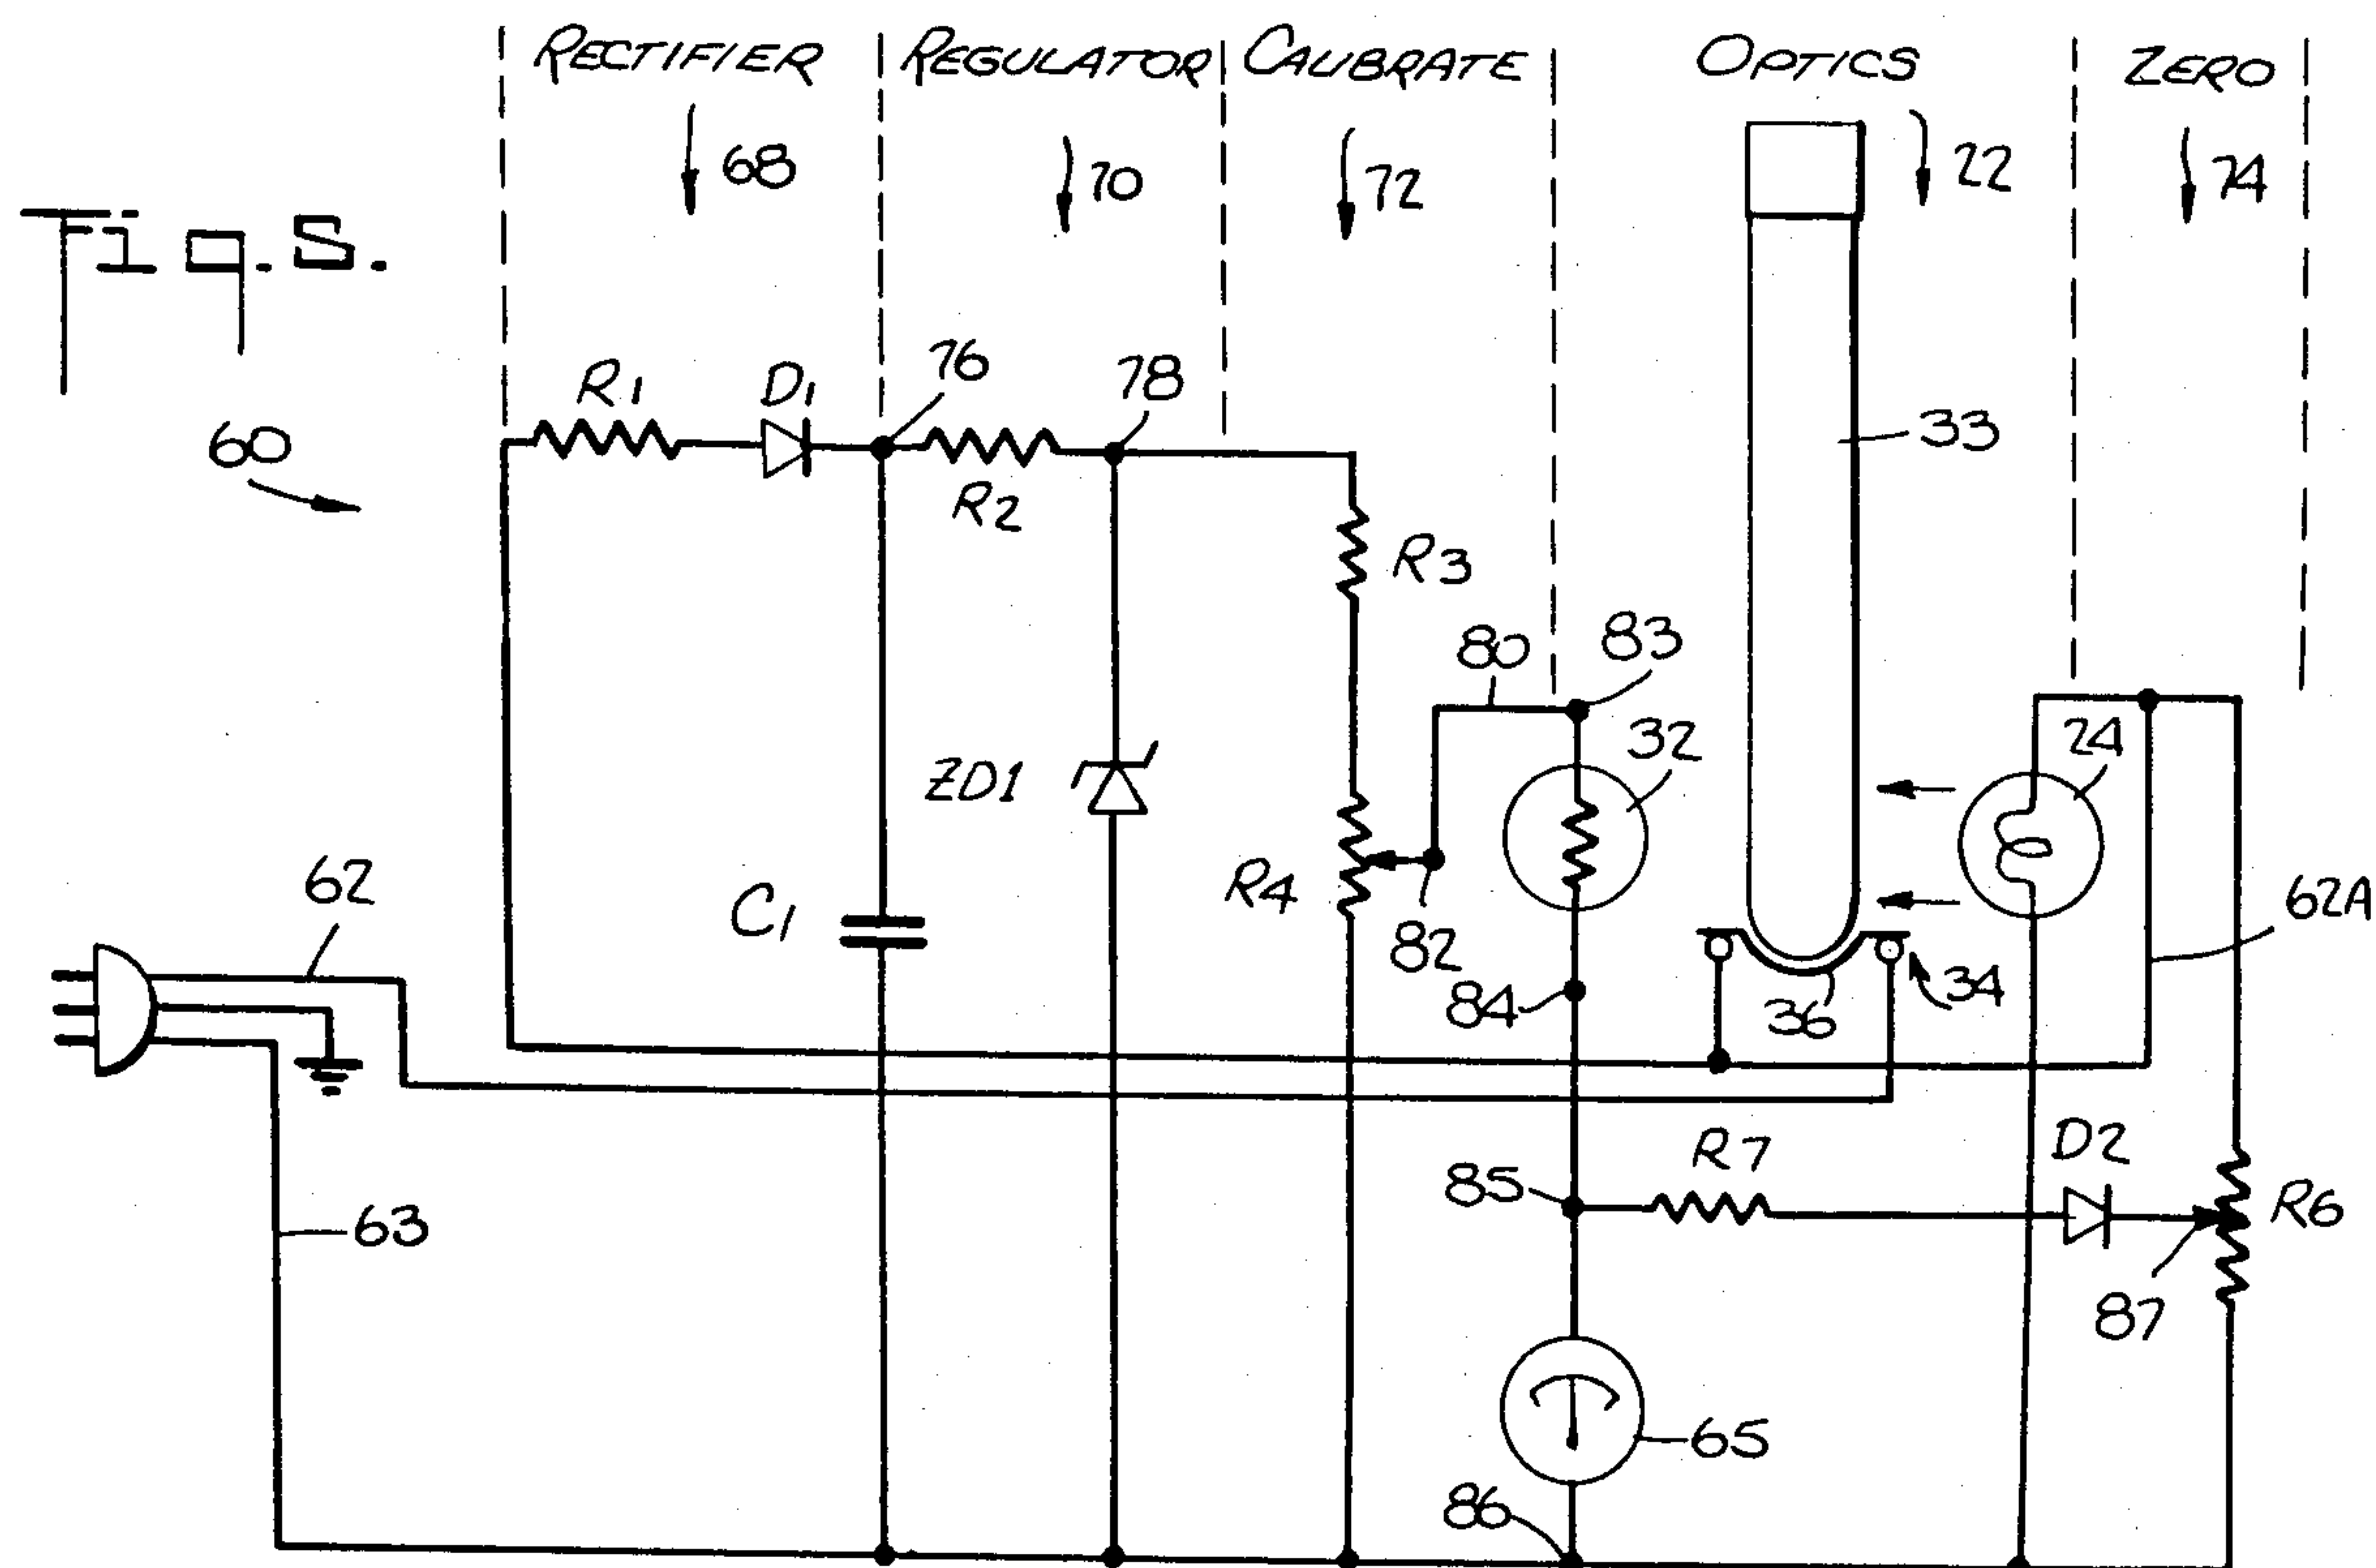 RECTIFIER REGULATOR CALIBRATE OPTICS ZERO
68 70 72 22 74
Fig. 5.
60
R1 D1 76 78
R2
33
R3
80 83
32 24
ZD1
62 C1 R4 82 62A
84 36 34
85 R7 D2
63 R6
87
65
86